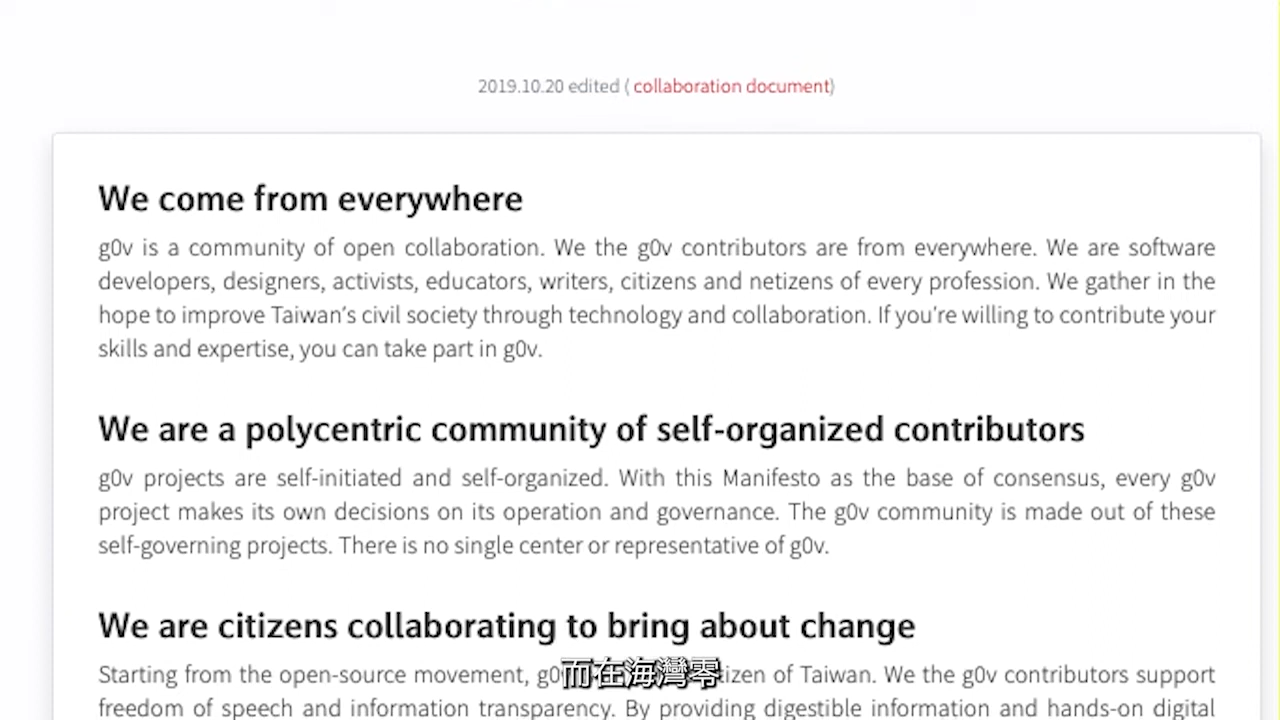 2019.10.20 edited ( collaboration document)
We come from everywhere
g0v is a community of open collaboration. We the g0v contributors are from everywhere. We are software
developers, designers, activists, educators, writers, citizens and netizens of every profession. We gather in the
hope to improve Taiwan's civil society through technology and collaboration. If you're willing to contribute your
skills and expertise, you can take part in g0v.
We are a polycentric community of self-organized contributors
g0v projects are self-initiated and self-organized. With this Manifesto as the base of consensus, every g0v
project makes its own decisions on its operation and governance. The g0v community is made out of these
self-governing projects. There is no single center or representative of g0v.
We are citizens collaborating to bring about change
Starting from the open-source movement, of Taiwan. We the g0v contributors support
而在海灣零
freedom of speech and information transparency. By providing digestible information and hands-on digital